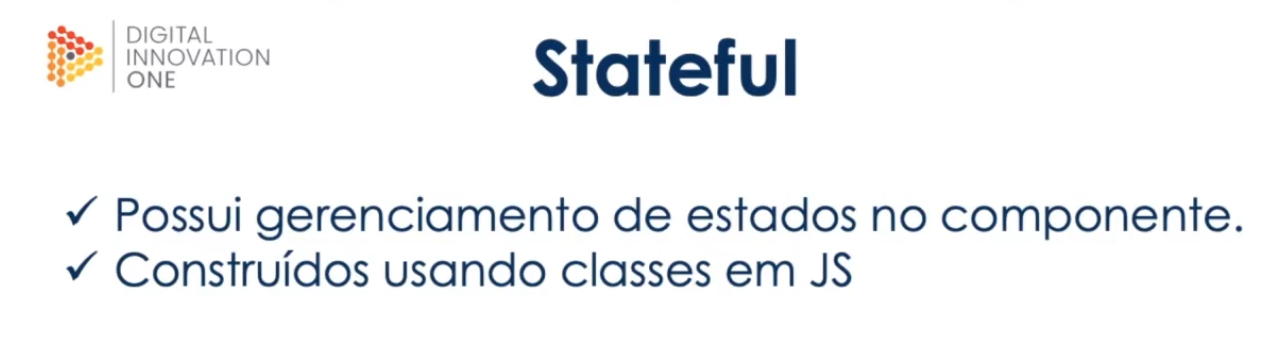 DIGITAL
INNOVATION
ONE
Stateful
✓ Possui gerenciamento de estados no componente.
✓ Construídos usando classes em JS